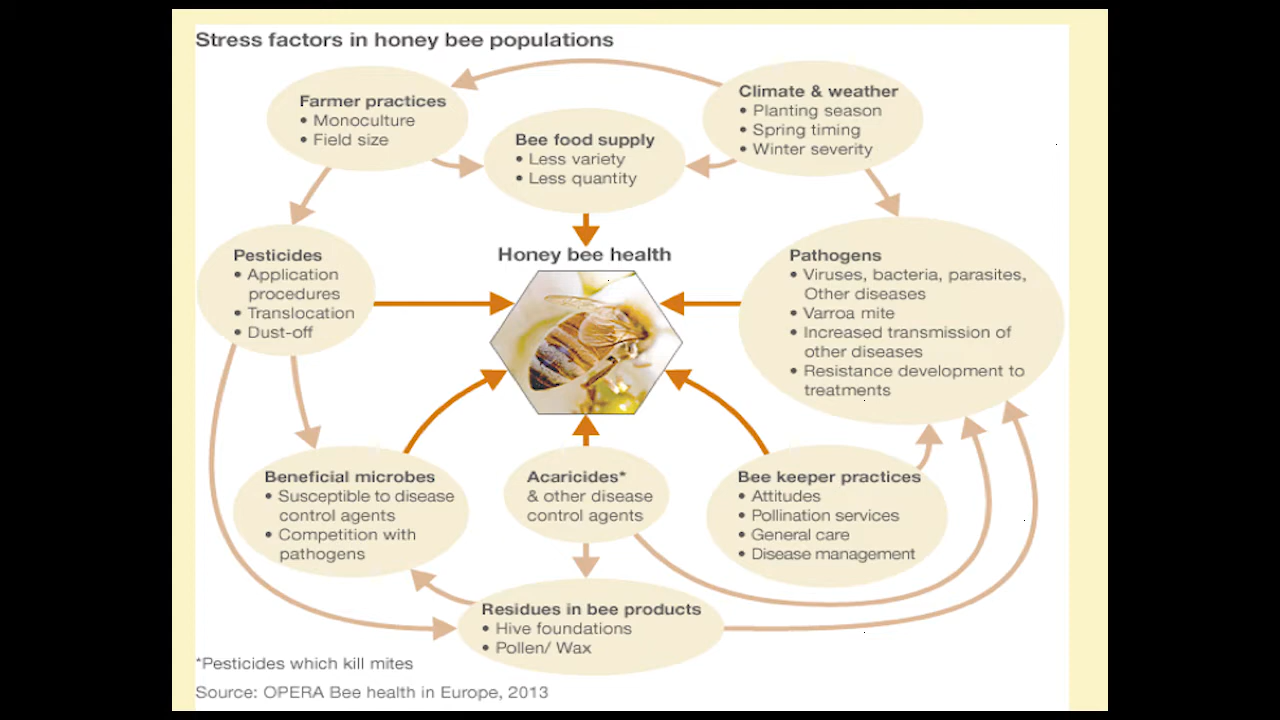 Stress factors in honey bee populations
Farmer practices
• Monoculture
• Field size
Climate & weather
• Planting season
• Spring timing
• Winter severity
Bee food supply
• Less variety
• Less quantity
Pesticides
• Application
procedures
• Translocation
• Dust-off
Honey bee health
Pathogens
• Viruses, bacteria, parasites,
Other diseases
• Varroa mite
• Increased transmission of
other diseases
• Resistance development to
treatments
Beneficial microbes
• Susceptible to disease
control agents
• Competition with
pathogens
Acaricides*
& other disease
control agents
Bee keeper practices
• Attitudes
• Pollination services
• General care
• Disease management
Residues in bee products
• Hive foundations
• Pollen/ Wax
*Pesticides which kill mites
Source: OPERA Bee health in Europe, 2013